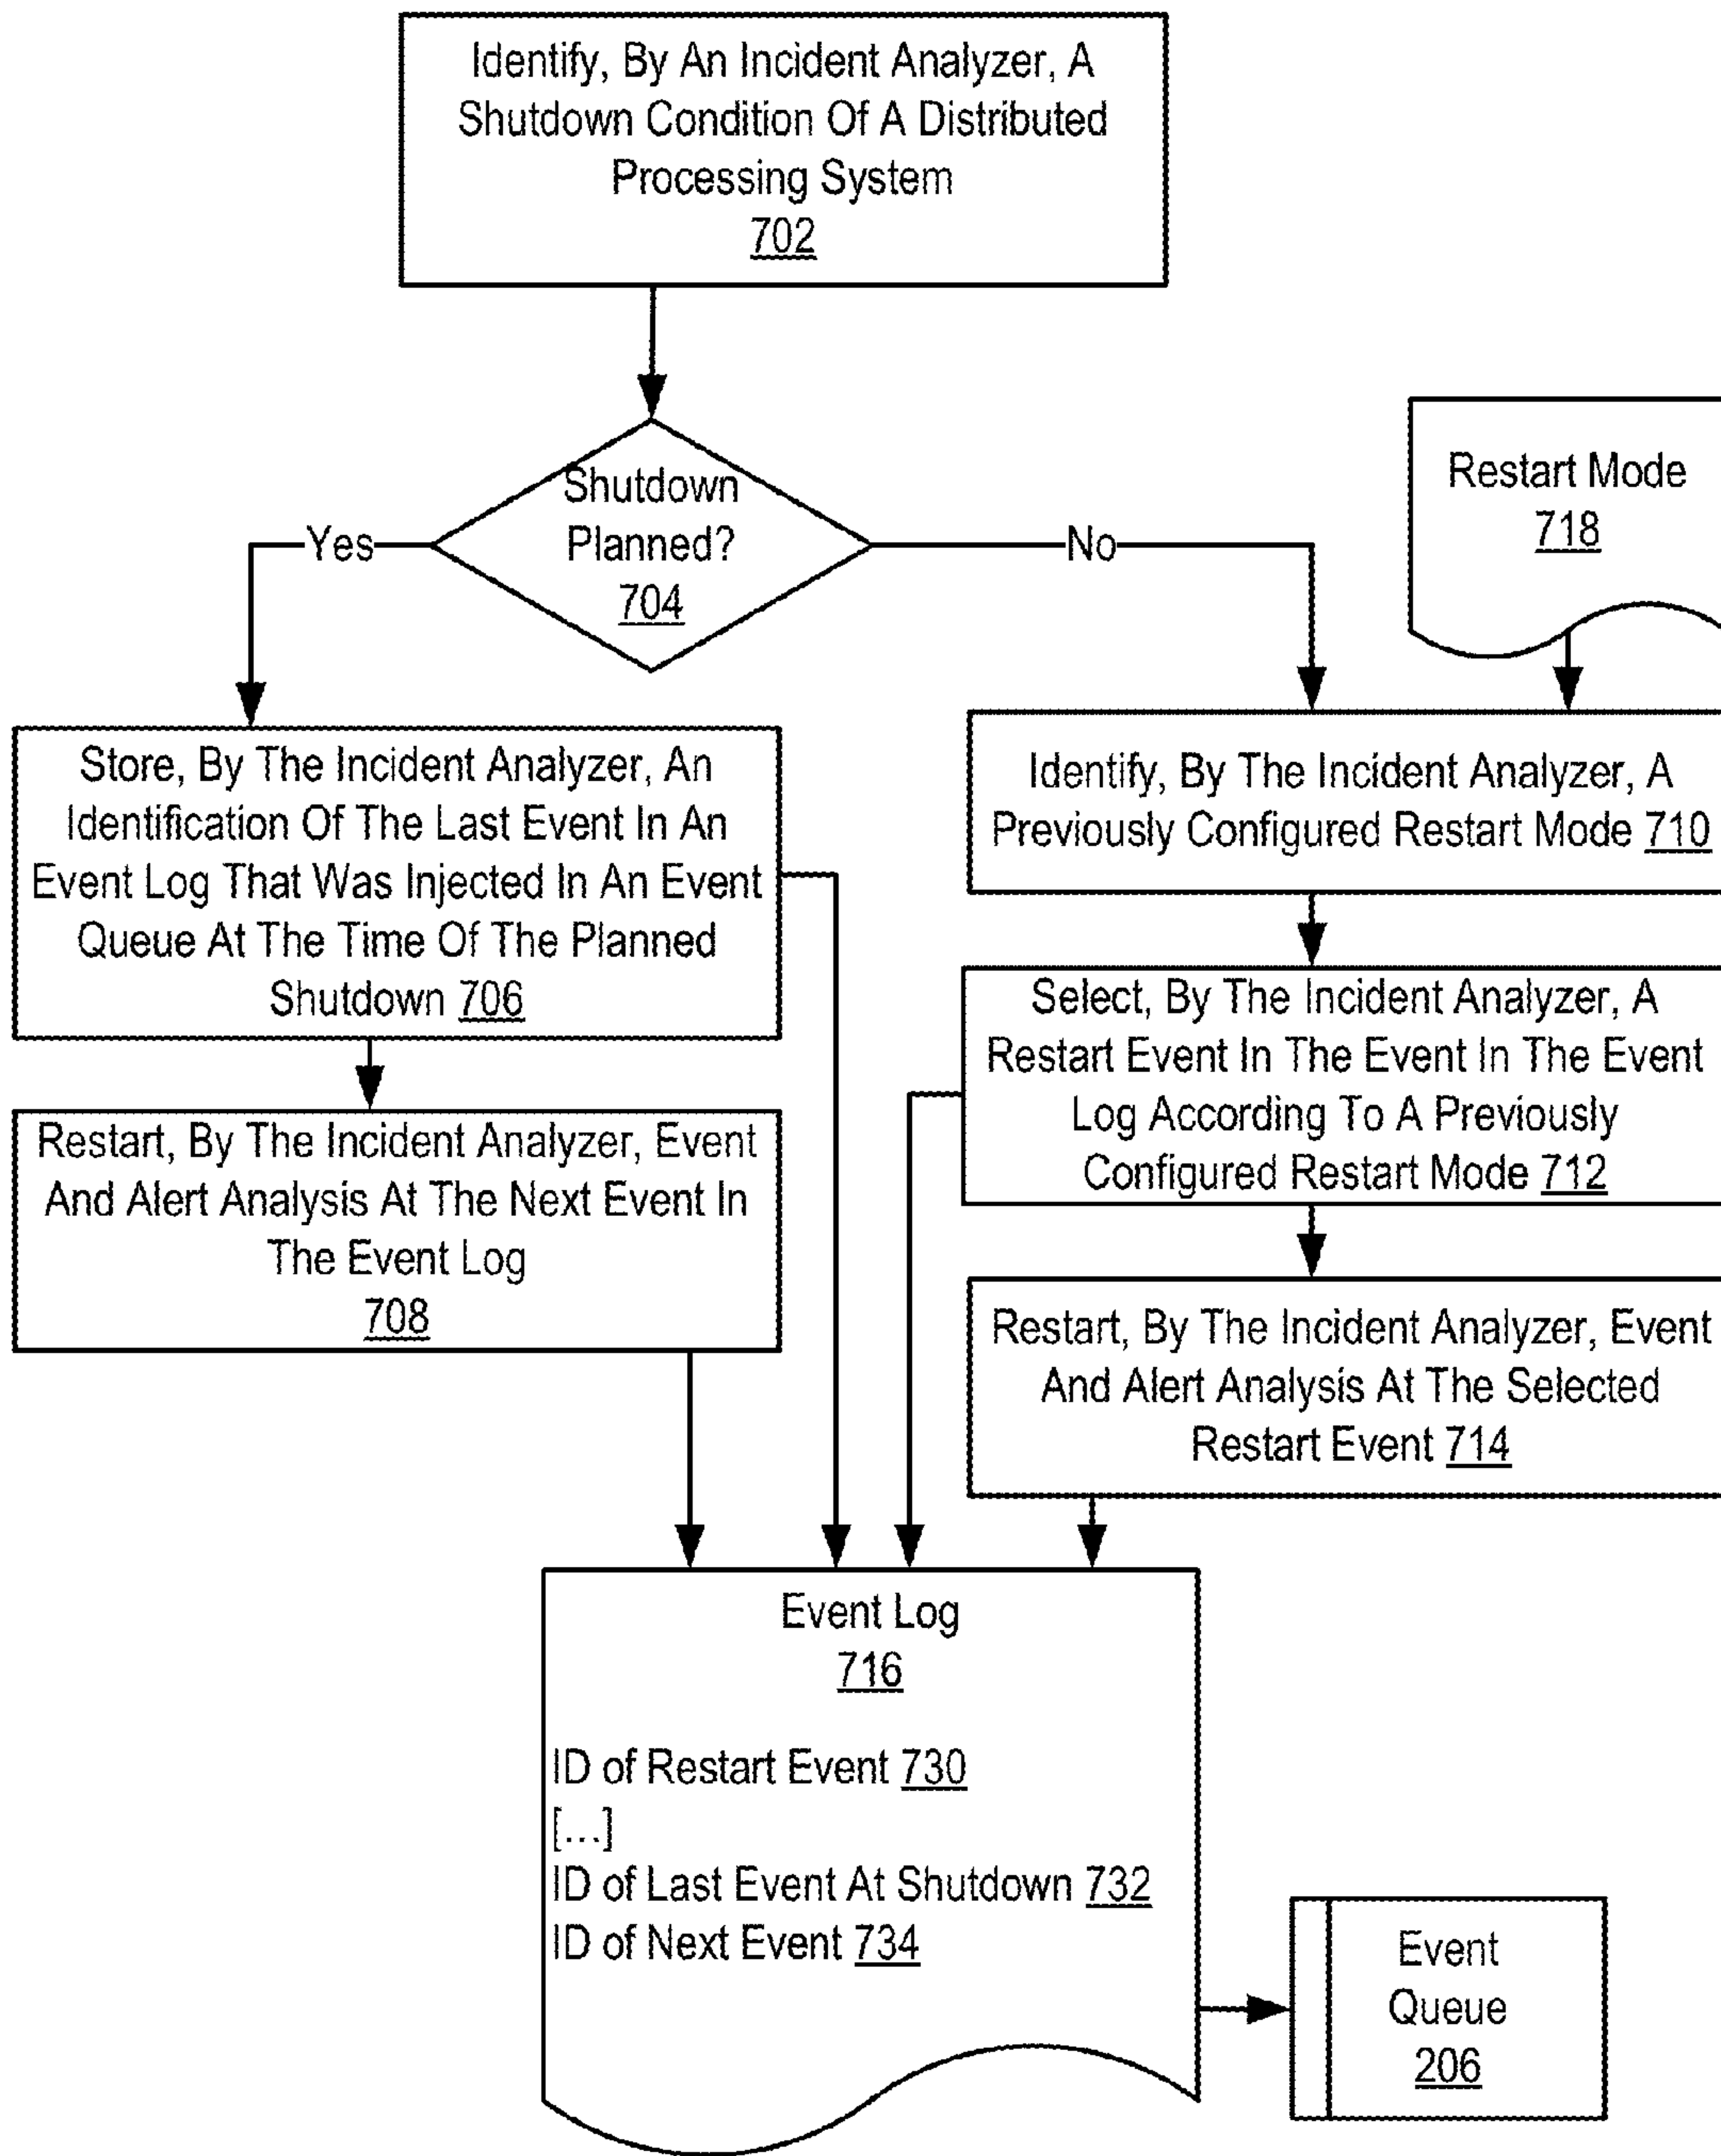 Identify, By An Incident Analyzer, A
Shutdown Condition Of A Distributed
Processing System
702
Shutdown
Planned?
704
Yes
No
Restart Mode
718
Store, By The Incident Analyzer, An
Identification Of The Last Event In An
Event Log That Was Injected In An Event
Queue At The Time Of The Planned
Shutdown 706
Restart, By The Incident Analyzer, Event
And Alert Analysis At The Next Event In
The Event Log
708
Identify, By The Incident Analyzer, A
Previously Configured Restart Mode 710
Select, By The Incident Analyzer, A
Restart Event In The Event In The Event
Log According To A Previously
Configured Restart Mode 712
Restart, By The Incident Analyzer, Event
And Alert Analysis At The Selected
Restart Event 714
Event Log
716
ID of Restart Event 730
[...]
ID of Last Event At Shutdown 732
ID of Next Event 734
Event
Queue
206